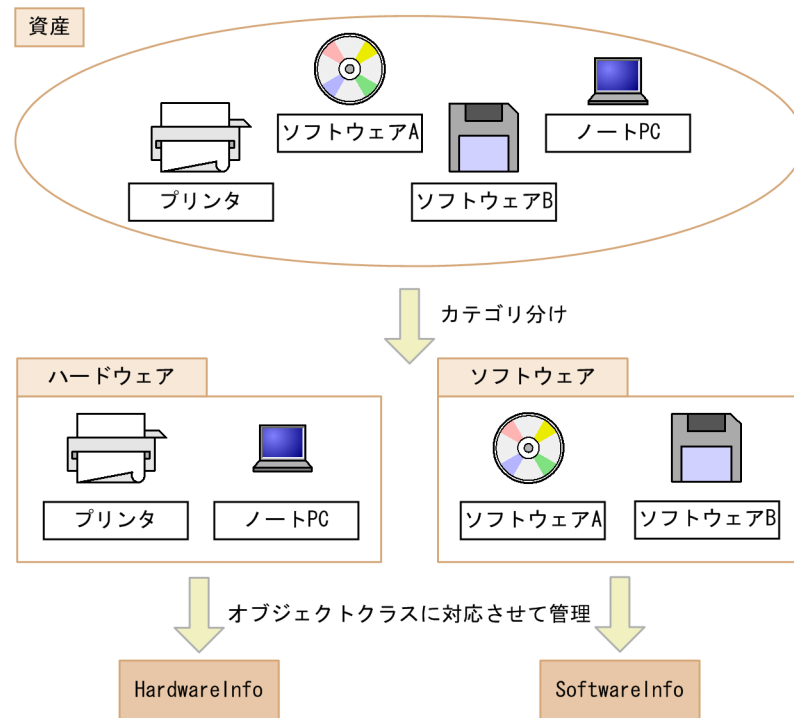 資産
ソフトウェアA
ノートPC
プリンタ
ソフトウェアB
カテゴリ分け
ハードウェア
ソフトウェア
プリンタ
ノートPC
ソフトウェアA
ソフトウェアB
オブジェクトクラスに対応させて管理
HardwareInfo
SoftwareInfo